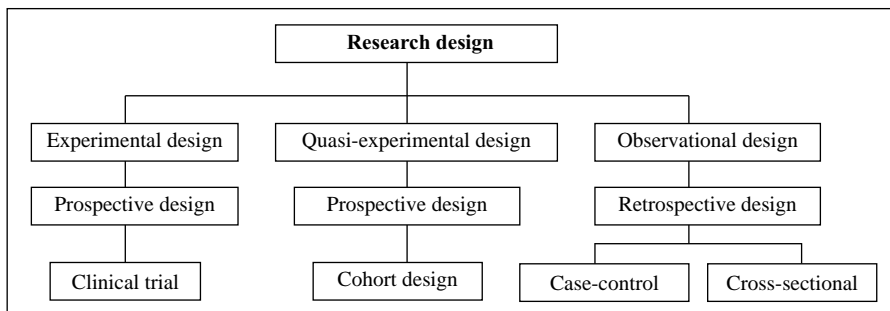 Research design
Experimental design
Quasi-experimental design
Observational design
Prospective design
Prospective design
Retrospective design
Clinical trial
Cohort design
Case-control
Cross-sectional